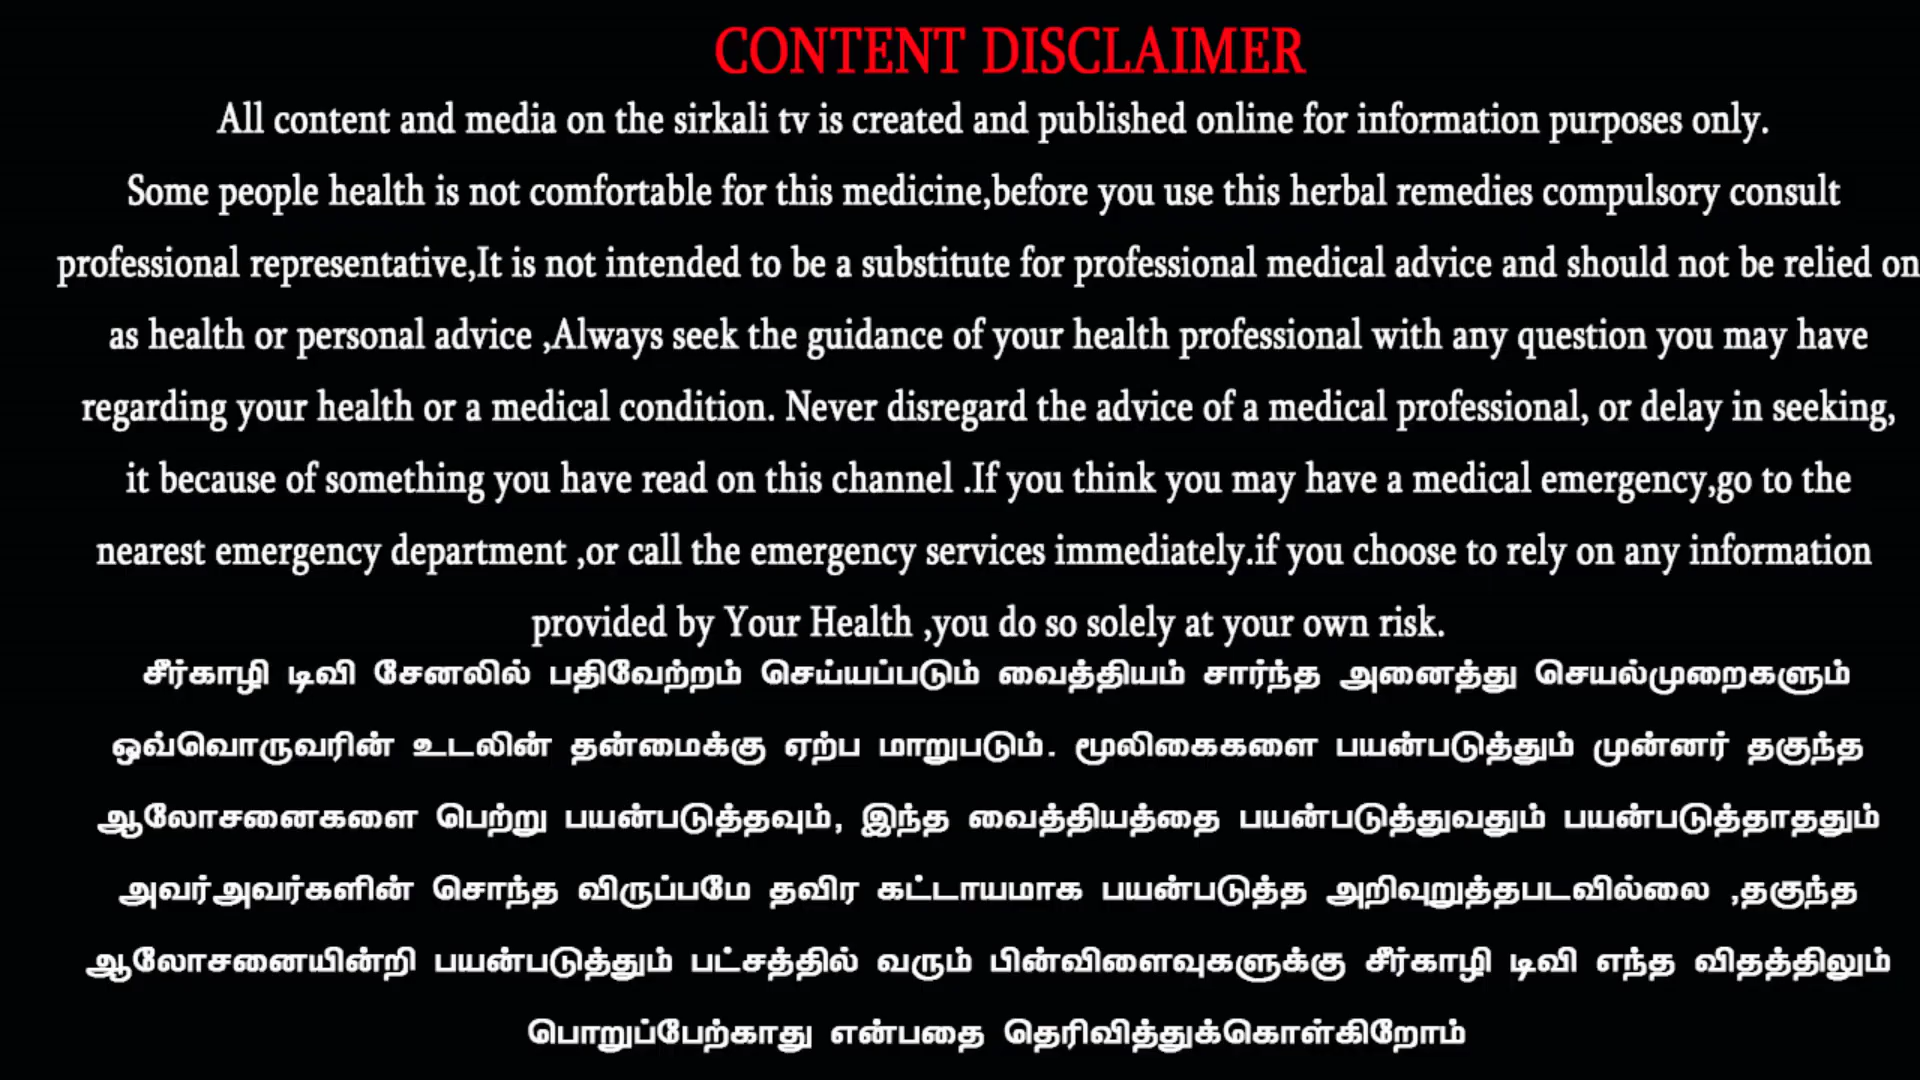 CONTENT DISCLAIMER
All content and media on the sirkali tv is created and published online for information purposes only.
Some people health is not comfortable for this medicine,before you use this herbal remedies compulsory consult
professional representative,It is not intended to be a substitute for professional medical advice and should not be relied on
as health or personal advice ,Always seek the guidance of your health professional with any question you may have
regarding your health or a medical condition. Never disregard the advice of a medical professional, or delay in seeking,
it because of something you have read on this channel .If you think you may have a medical emergency,go to the
nearest emergency department ,or call the emergency services immediately.if you choose to rely on any information
provided by Your Health ,you do so solely at your own risk.
சீர்காழி டிவி சேனலில் பதிவேற்றம் செய்யப்படும் வைத்தியம் சார்ந்த அனைத்து செயல்முறைகளும்
ஒவ்வொருவரின் உடலின் தன்மைக்கு ஏற்ப மாறுபடும். மூலிகைகளை பயன்படுத்தும் முன்னர் தகுந்த
ஆலோசனைகளை பெற்று பயன்படுத்தவும், இந்த வைத்தியத்தை பயன்படுத்துவதும் பயன்படுத்தாததும்
அவர்அவர்களின் சொந்த விருப்பமே தவிர கட்டாயமாக பயன்படுத்த அறிவுறுத்தபடவில்லை ,தகுந்த
ஆலோசனையின்றி பயன்படுத்தும் பட்சத்தில் வரும் பின்விளைவுகளுக்கு சீர்காழி டிவி எந்த விதத்திலும்
பொறுப்பேற்காது என்பதை தெரிவித்துக்கொள்கிறோம்